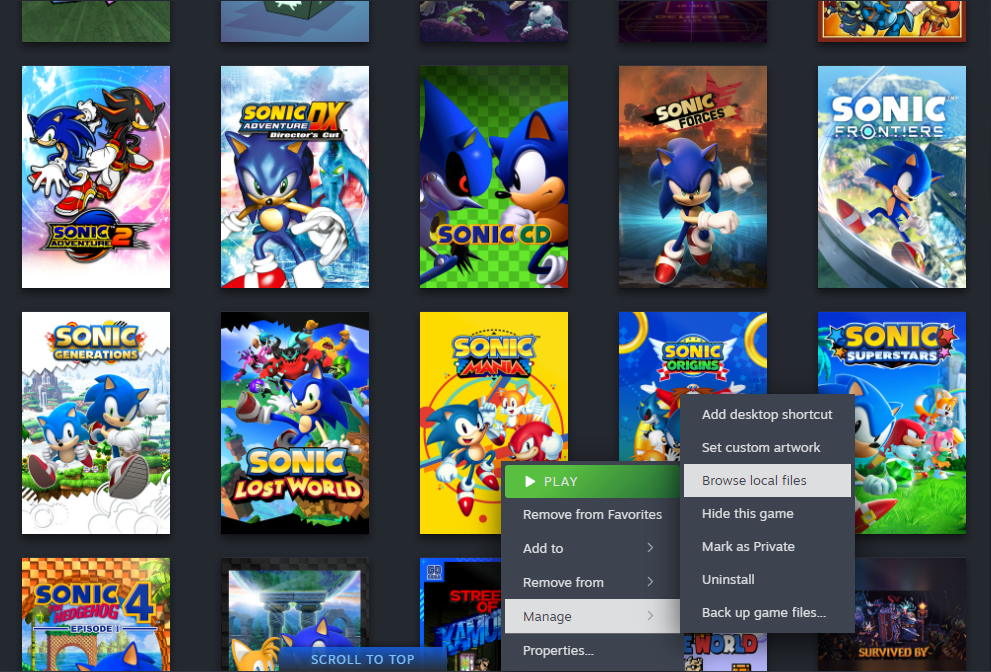 SONIC
ADVENTURE 2
SONIC
ADVENTURE DX
Director's Cut
SONIC CD
SONIC
FORCES
SONIC
FRONTIERS
SONIC
GENERATIONS
SONIC
LOST WORLD
SONIC
MANIA
SONIC
ORIGINS
SONIC
SUPERSTARS
Add desktop shortcut
Set custom artwork
Browse local files
Hide this game
Mark as Private
Uninstall
Back up game files...
PLAY
Remove from Favorites
Add to
Remove from
Manage
Properties...
SONIC
THE HEDGEHOG 4
EPISODE I
STREE
OF
KAMU
WORLD
SURVIVED BY
SCROLL TO TOP